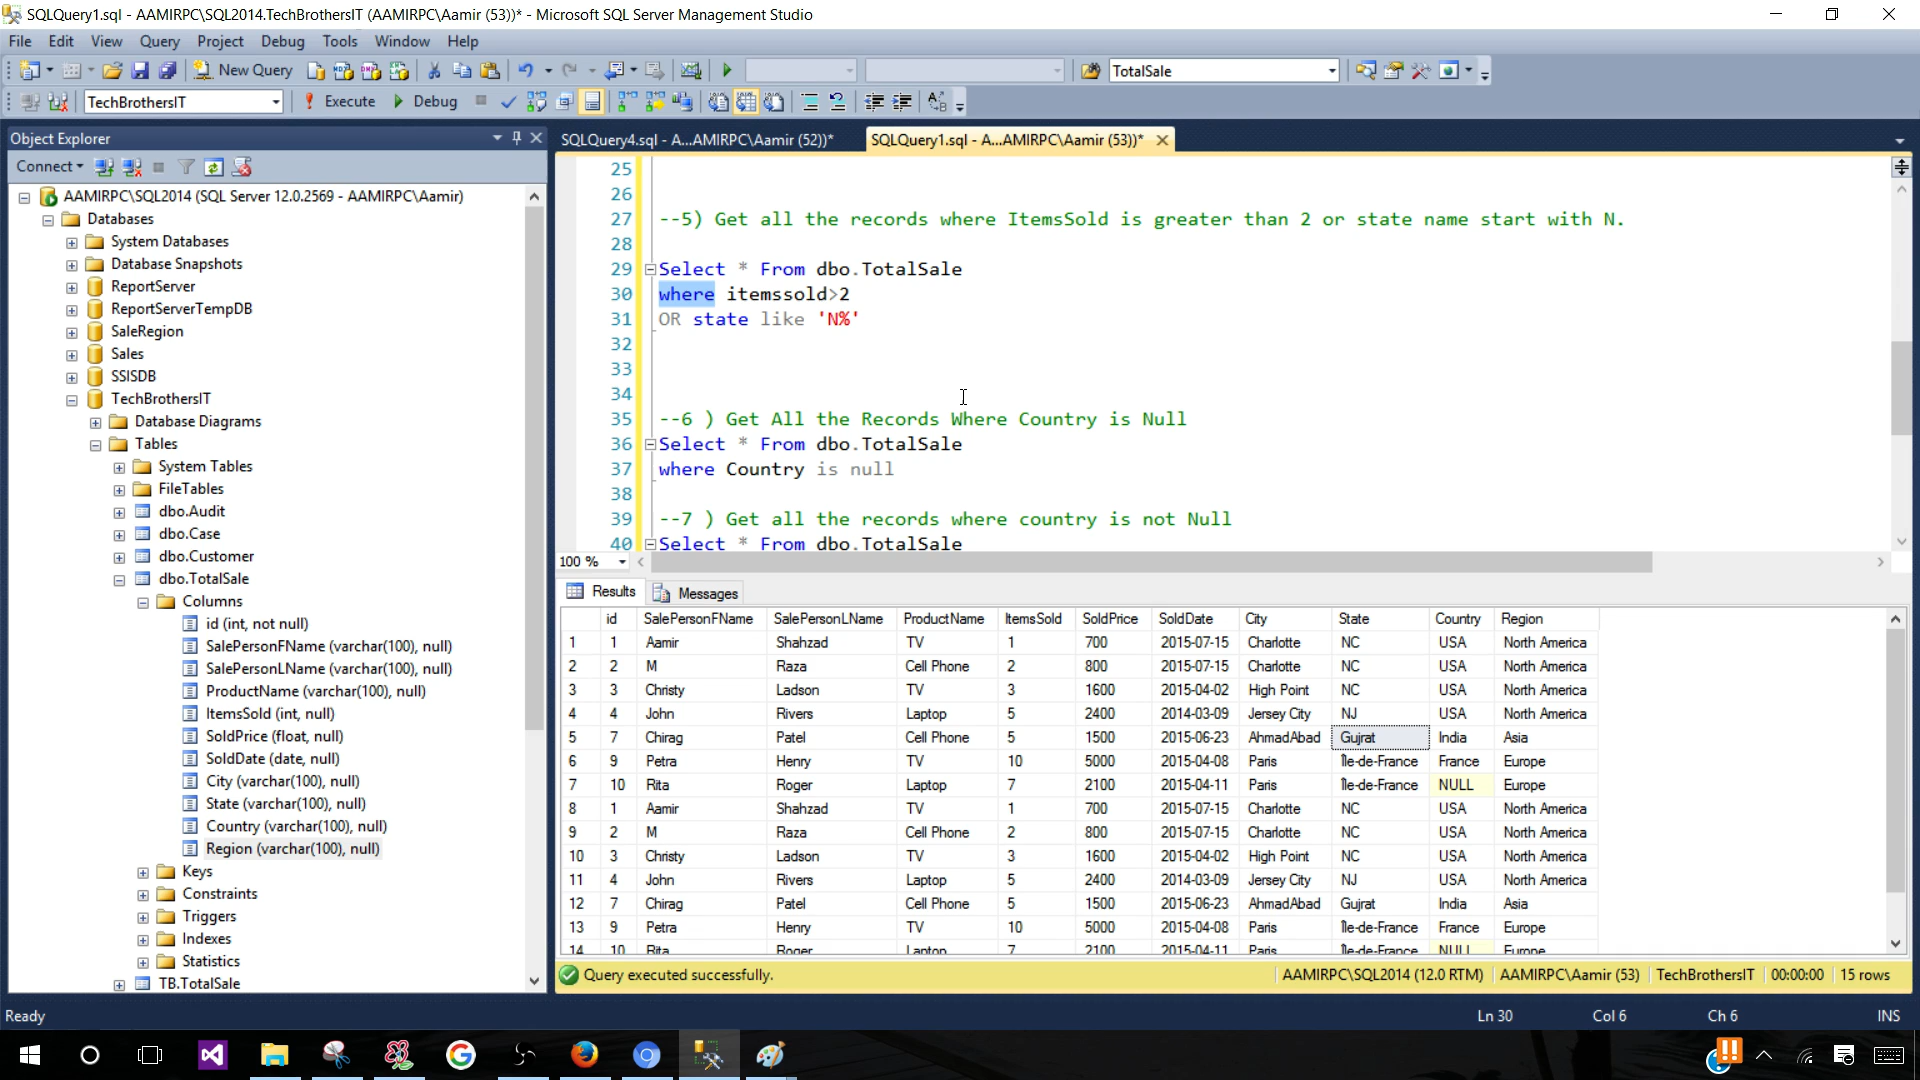 SQLQuery1.sql - AAMIRPC\SQL2014.TechBrothersIT (AAMIRPC\Aamir (53))* - Microsoft SQL Server Management Studio
File Edit View Query Project Debug Tools Window Help
New Query TotalSale
TechBrothersIT Execute Debug
Object Explorer
Connect
AAMIRPC\SQL2014 (SQL Server 12.0.2569 - AAMIRPC\Aamir)
Databases
System Databases
Database Snapshots
ReportServer
ReportServerTempDB
SaleRegion
Sales
SSISDB
TechBrothersIT
Database Diagrams
Tables
System Tables
FileTables
dbo.Audit
dbo.Case
dbo.Customer
dbo.TotalSale
Columns
id (int, not null)
SalePersonFName (varchar(100), null)
SalePersonLName (varchar(100), null)
ProductName (varchar(100), null)
ItemsSold (int, null)
SoldPrice (float, null)
SoldDate (date, null)
City (varchar(100), null)
State (varchar(100), null)
Country (varchar(100), null)
Region (varchar(100), null)
Keys
Constraints
Triggers
Indexes
Statistics
TB.TotalSale
SQLQuery4.sql - A...AMIRPC\Aamir (52))* SQLQuery1.sql - A...AMIRPC\Aamir (53))*
25
26
27 --5) Get all the records where ItemsSold is greater than 2 or state name start with N.
28
29 Select * From dbo.TotalSale
30 where itemssold>2
31 OR state like 'N%'
32
33
34
35 --6 ) Get All the Records Where Country is Null
36 Select * From dbo.TotalSale
37 where Country is null
38
39 --7 ) Get all the records where country is not Null
40 Select * From dbo.TotalSale
100 %
Results Messages
id SalePersonFName SalePersonLName ProductName ItemsSold SoldPrice SoldDate City State Country Region
1 1 Aamir Shahzad TV 1 700 2015-07-15 Charlotte NC USA North America
2 2 M Raza Cell Phone 2 800 2015-07-15 Charlotte NC USA North America
3 3 Christy Ladson TV 3 1600 2015-04-02 High Point NC USA North America
4 4 John Rivers Laptop 5 2400 2014-03-09 Jersey City NJ USA North America
5 7 Chirag Patel Cell Phone 5 1500 2015-06-23 AhmadAbad Gujrat India Asia
6 9 Petra Henry TV 10 5000 2015-04-08 Paris Île-de-France France Europe
7 10 Rita Roger Laptop 7 2100 2015-04-11 Paris Île-de-France NULL Europe
8 1 Aamir Shahzad TV 1 700 2015-07-15 Charlotte NC USA North America
9 2 M Raza Cell Phone 2 800 2015-07-15 Charlotte NC USA North America
10 3 Christy Ladson TV 3 1600 2015-04-02 High Point NC USA North America
11 4 John Rivers Laptop 5 2400 2014-03-09 Jersey City NJ USA North America
12 7 Chirag Patel Cell Phone 5 1500 2015-06-23 AhmadAbad Gujrat India Asia
13 9 Petra Henry TV 10 5000 2015-04-08 Paris Île-de-France France Europe
14 10 Rita Roger Laptop 7 2100 2015-04-11 Paris Île-de-France NULL Europe
Query executed successfully. AAMIRPC\SQL2014 (12.0 RTM) AAMIRPC\Aamir (53) TechBrothersIT 00:00:00 15 rows
Ready Ln 30 Col 6 Ch 6 INS